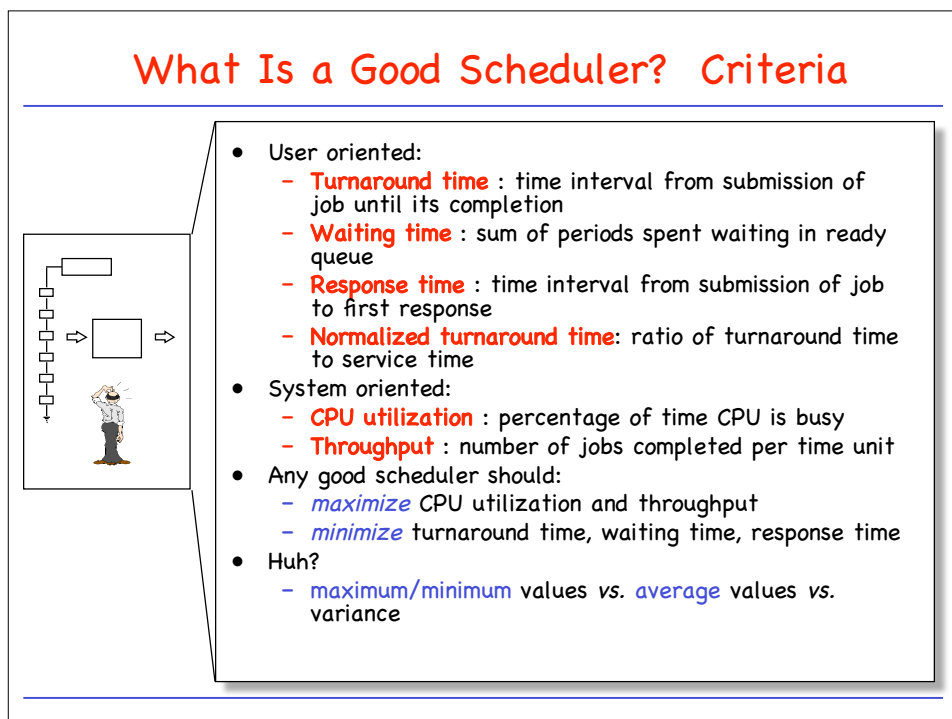 What Is a Good Scheduler? Criteria
• User oriented:
– Turnaround time : time interval from submission of
job until its completion
– Waiting time : sum of periods spent waiting in ready
queue
– Response time : time interval from submission of job
to first response
– Normalized turnaround time: ratio of turnaround time
to service time
• System oriented:
– CPU utilization : percentage of time CPU is busy
– Throughput : number of jobs completed per time unit
• Any good scheduler should:
– maximize CPU utilization and throughput
– minimize turnaround time, waiting time, response time
• Huh?
– maximum/minimum values vs. average values vs.
variance